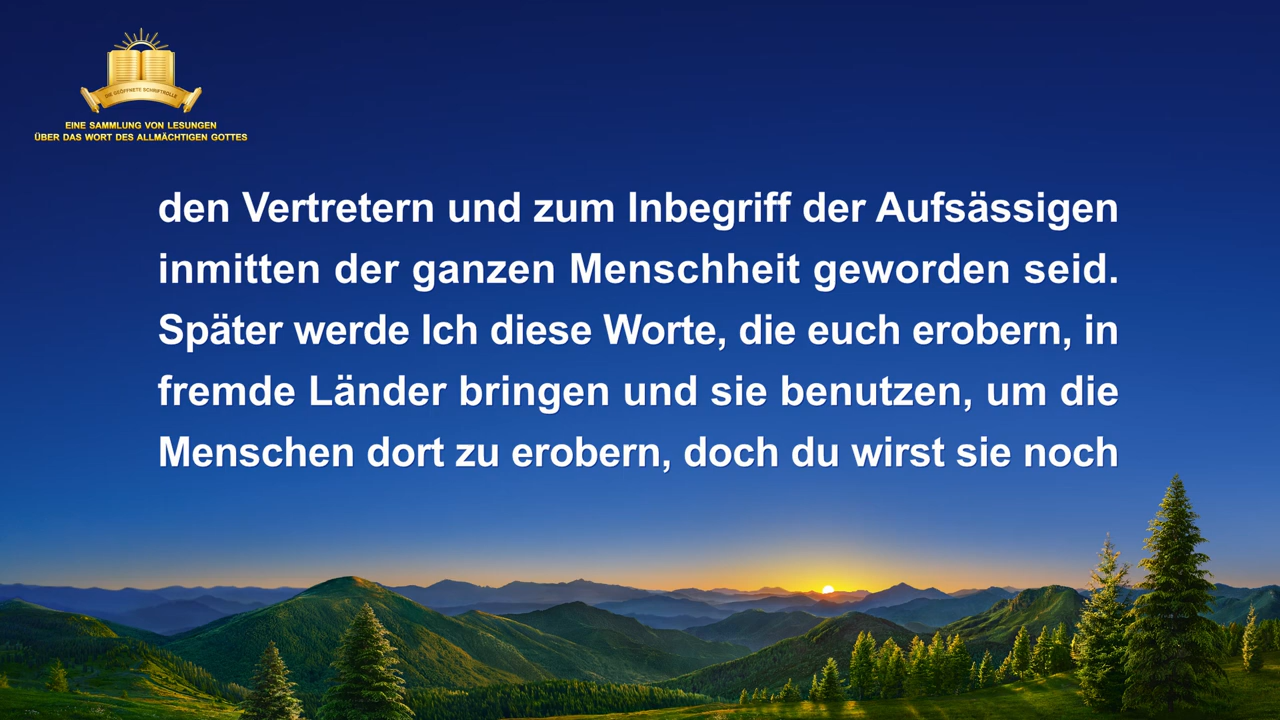 DIE GEÖFFNETE SCHRIFTROLLE
EINE SAMMLUNG VON LESUNGEN
ÜBER DAS WORT DES ALLMÄCHTIGEN GOTTES
den Vertretern und zum Inbegriff der Aufsässigen
inmitten der ganzen Menschheit geworden seid.
Später werde Ich diese Worte, die euch erobern, in
fremde Länder bringen und sie benutzen, um die
Menschen dort zu erobern, doch du wirst sie noch